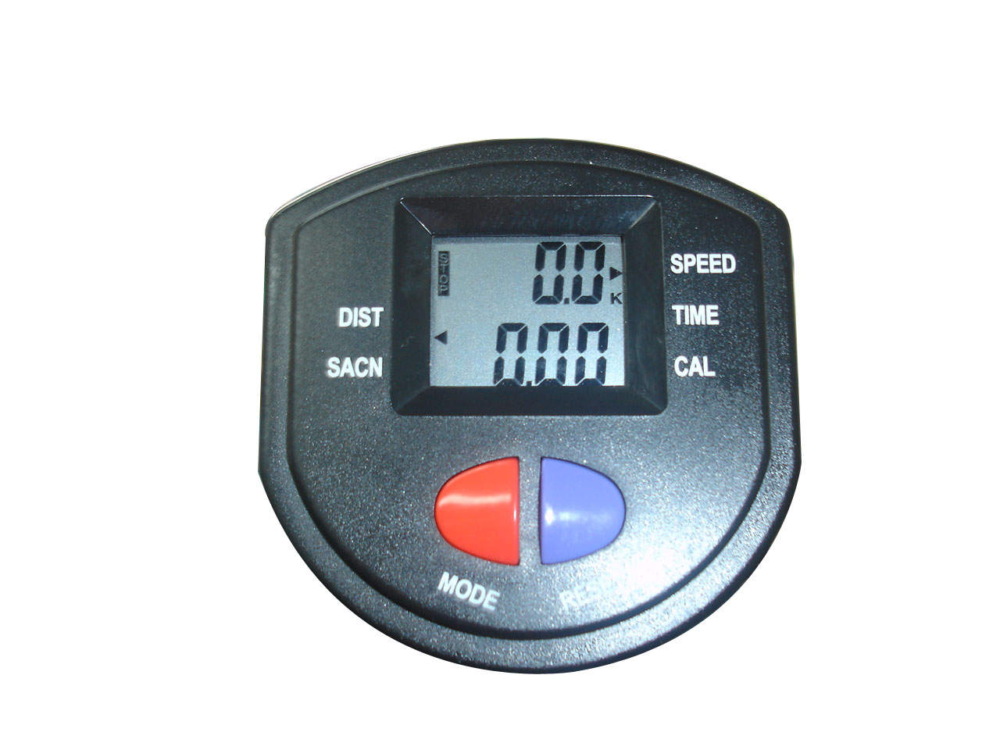 STOP
0.0
K
0.00
SPEED
DIST
TIME
SACN
CAL
MODE